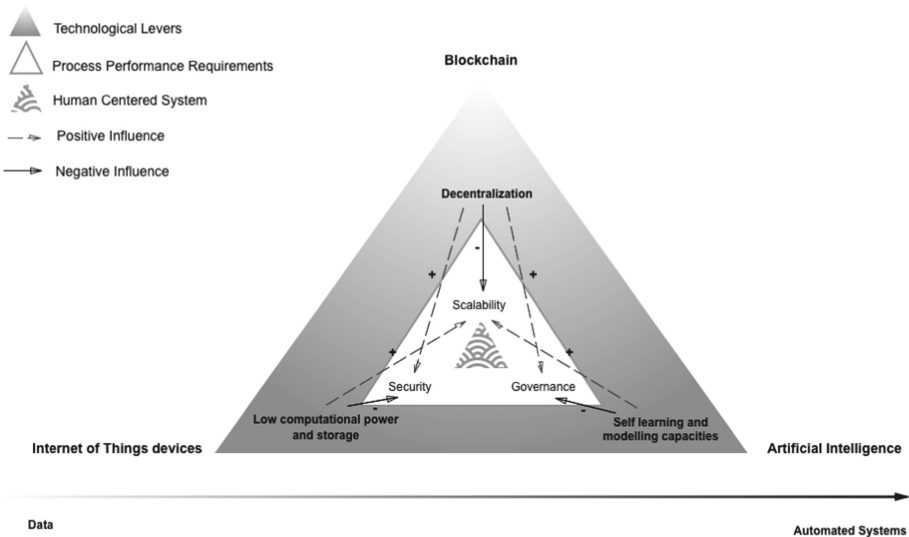 Technological Levers
Process Performance Requirements
Human Centered System
Positive Influence
Negative Influence
Blockchain
Decentralization
-
+ +
Scalability
+ +
Security Governance
- -
Low computational power
and storage
Self learning and
modelling capacities
Internet of Things devices
Artificial Intelligence
Data
Automated Systems